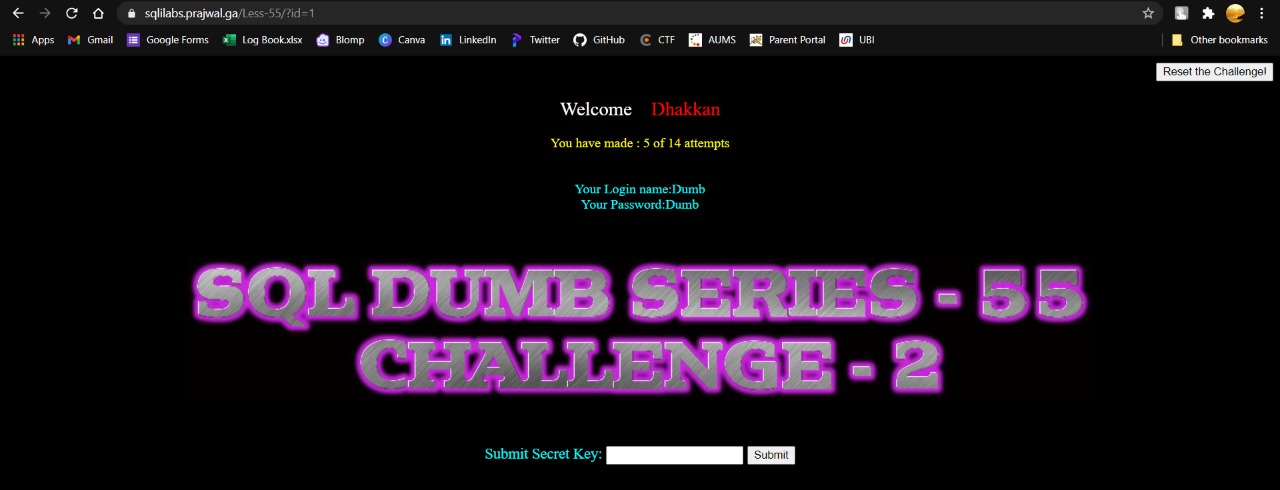 sqlilabs.prajwal.ga/Less-55/?id=1
Apps Gmail Google Forms Log Book.xlsx Blomp Canva LinkedIn Twitter GitHub CTF AUMS Parent Portal UBI Other bookmarks
Reset the Challenge!
Welcome Dhakkan
You have made : 5 of 14 attempts
Your Login name:Dumb
Your Password:Dumb
SQL DUMB SERIES - 55
CHALLENGE - 2
Submit Secret Key: Submit